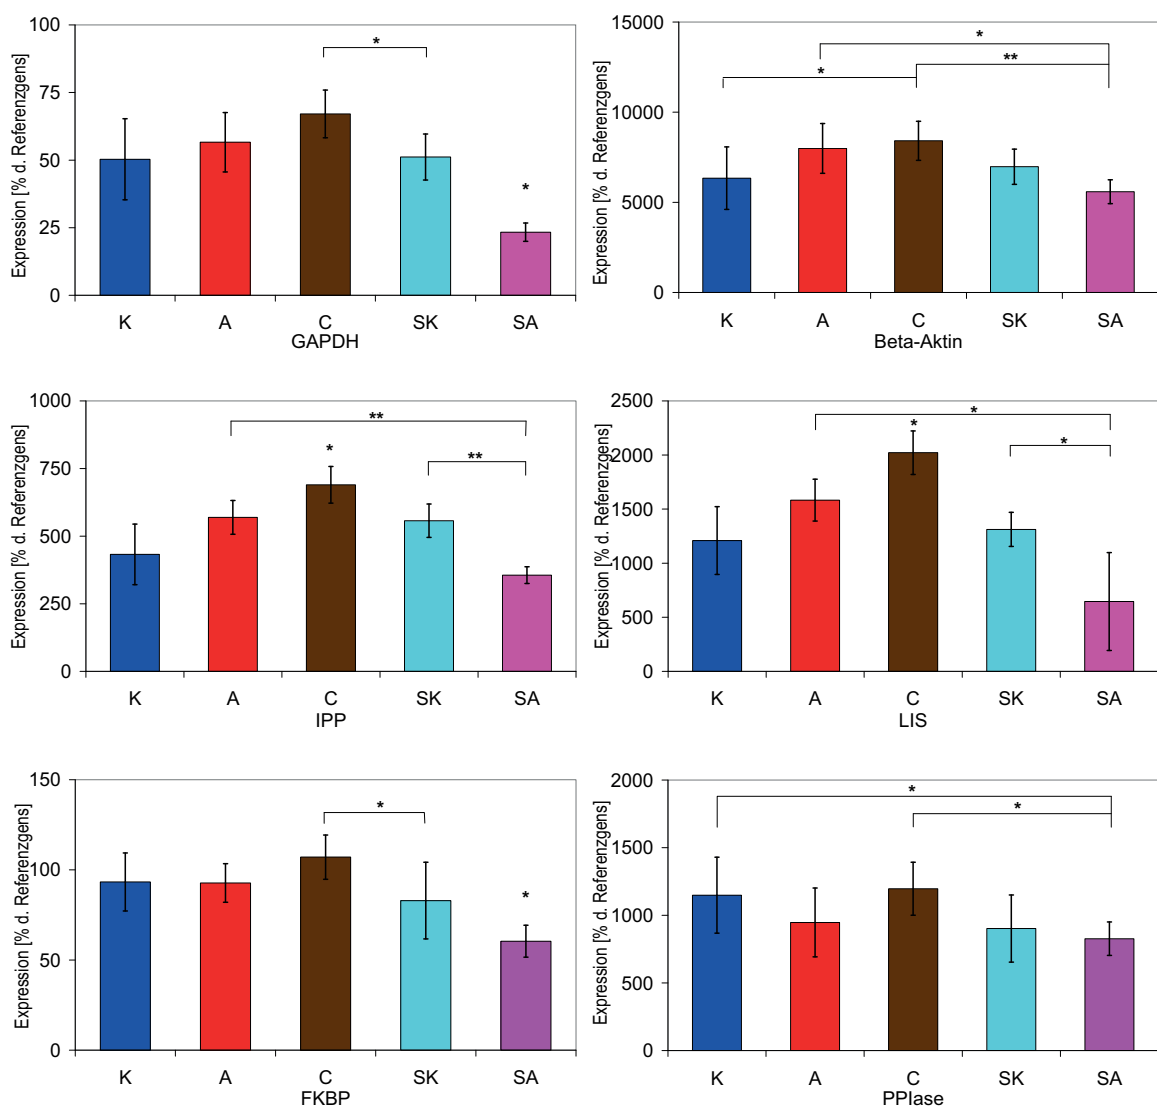 Expression [% d. Referenzgens]
100
75
50
25
0
*
*
K A C SK SA
GAPDH
Expression [% d. Referenzgens]
15000
10000
5000
0
*
**
*
K A C SK SA
Beta-Aktin
Expression [% d. Referenzgens]
1000
750
500
250
0
**
*
**
K A C SK SA
IPP
Expression [% d. Referenzgens]
2500
2000
1500
1000
500
0
*
*
*
K A C SK SA
LIS
Expression [% d. Referenzgens]
150
100
50
0
*
*
K A C SK SA
FKBP
Expression [% d. Referenzgens]
2000
1500
1000
500
0
*
*
K A C SK SA
PPIase